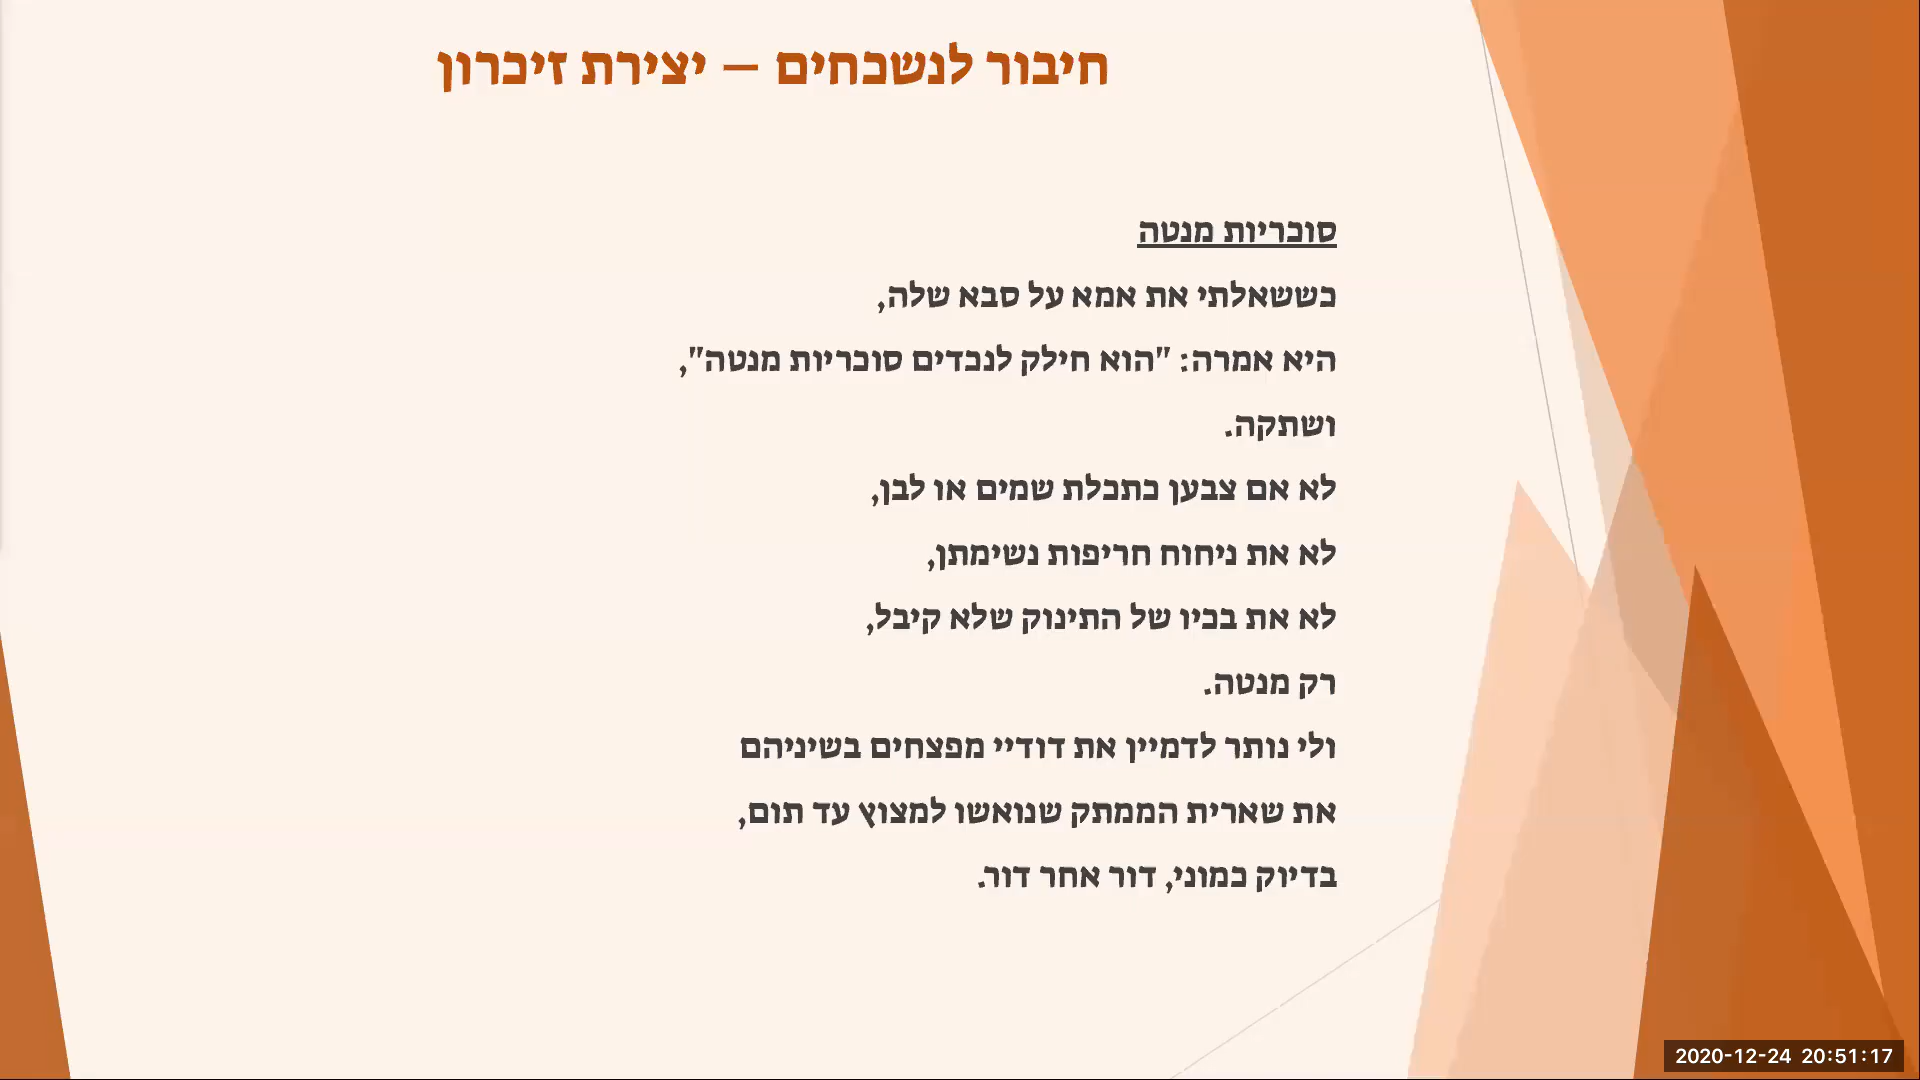 חיבור לנשכחים – יצירת זיכרון
סוכריות מנטה
כששאלתי את אמא על סבא שלה,
היא אמרה: "הוא חילק לנכדים סוכריות מנטה",
ושתקה.
לא אם צבען כתכלת שמים או לבן,
לא את ניחוח חריפות נשימתן,
לא את בכיו של התינוק שלא קיבל,
רק מנטה.
ולי נותר לדמיין את דודיי מפצחים בשיניהם
את שארית הממתק שנואשו למצוץ עד תום,
בדיוק כמוני, דור אחר דור.
2020-12-24 20:51:17